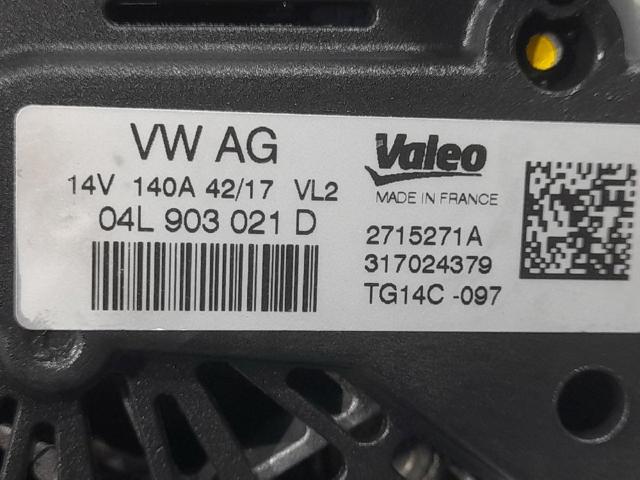 VW AG
14V 140A 42/17 VL2
04L 903 021 D
Valeo
MADE IN FRANCE
2715271A
317024379
TG14C -097